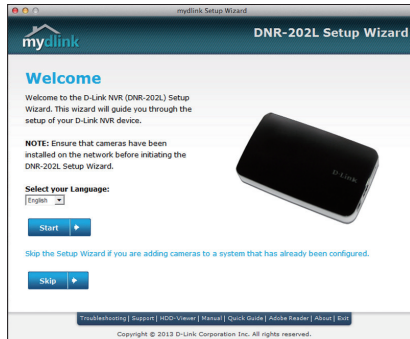 mydlink Setup Wizard
mydlink
DNR-202L Setup Wizard
Welcome
Welcome to the D-Link NVR (DNR-202L) Setup
Wizard. This wizard will guide you through the
setup of your D-Link NVR device.
NOTE: Ensure that cameras have been
installed on the network before initiating the
DNR-202L Setup Wizard.
D-Link
Select your Language:
English
Start
Skip the Setup Wizard if you are adding cameras to a system that has already been configured.
Skip
Troubleshooting | Support | HDD-Viewer | Manual | Quick Guide | Adobe Reader | About | Exit
Copyright © 2013 D-Link Corporation Inc. All rights reserved.